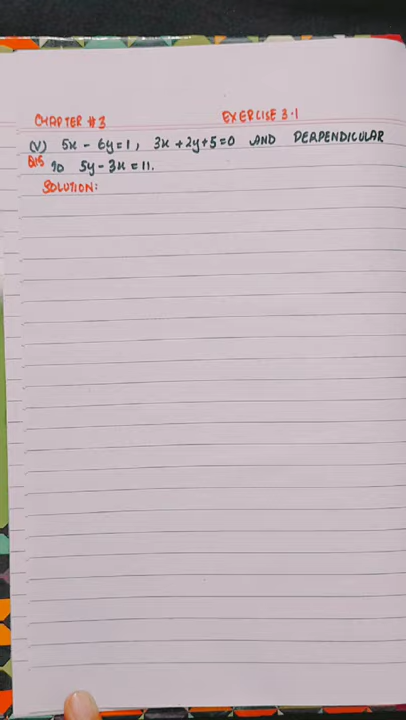 CHAPTER #3 EXERCISE 3.1
(V) 5x - 6y = 1, 3x + 2y + 5 = 0 AND PERPENDICULAR
Q15 TO 5y - 3x = 11.
SOLUTION: